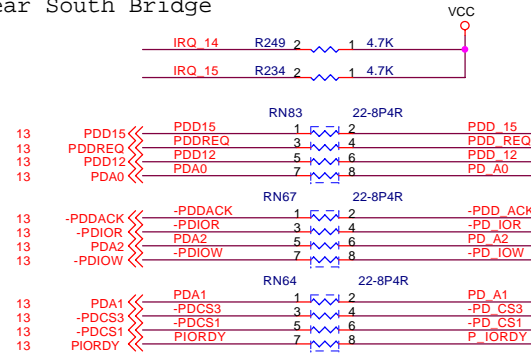 ear South Bridge
VCC
IRQ_14 R249 2 1 4.7K
IRQ_15 R234 2 1 4.7K
RN83 22-8P4R
13 PDD15 PDD15 1 2 PDD_15
13 PDDREQ PDDREQ 3 4 PDD_REQ
13 PDD12 PDD12 5 6 PDD_12
13 PDA0 PDA0 7 8 PD_A0
RN67 22-8P4R
13 -PDDACK -PDDACK 1 2 -PDD_ACK
13 -PDIOR -PDIOR 3 4 -PD_IOR
13 PDA2 PDA2 5 6 PD_A2
13 -PDIOW -PDIOW 7 8 -PD_IOW
RN64 22-8P4R
13 PDA1 PDA1 1 2 PD_A1
13 -PDCS3 -PDCS3 3 4 -PD_CS3
13 -PDCS1 -PDCS1 5 6 -PD_CS1
13 PIORDY PIORDY 7 8 P_IORDY